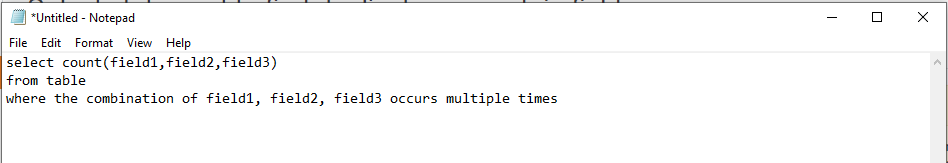 *Untitled - Notepad
File Edit Format View Help
select count(field1,field2,field3)
from table
where the combination of field1, field2, field3 occurs multiple times